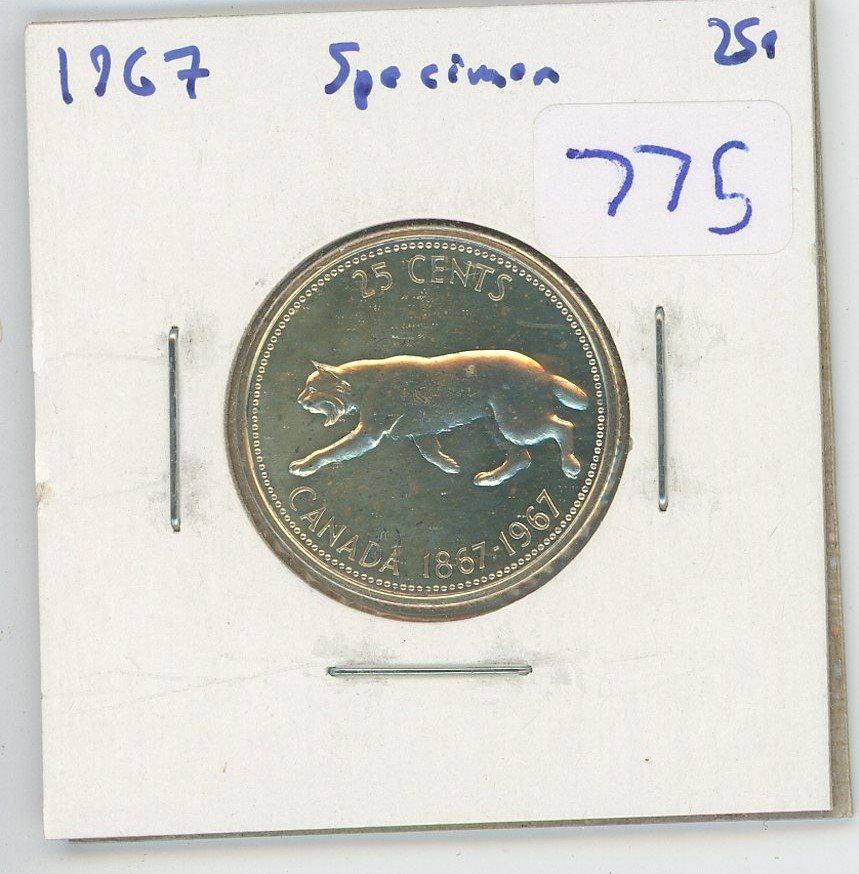 1967 Specimen 25¢
775
25 CENTS
CANADA 1867-1967